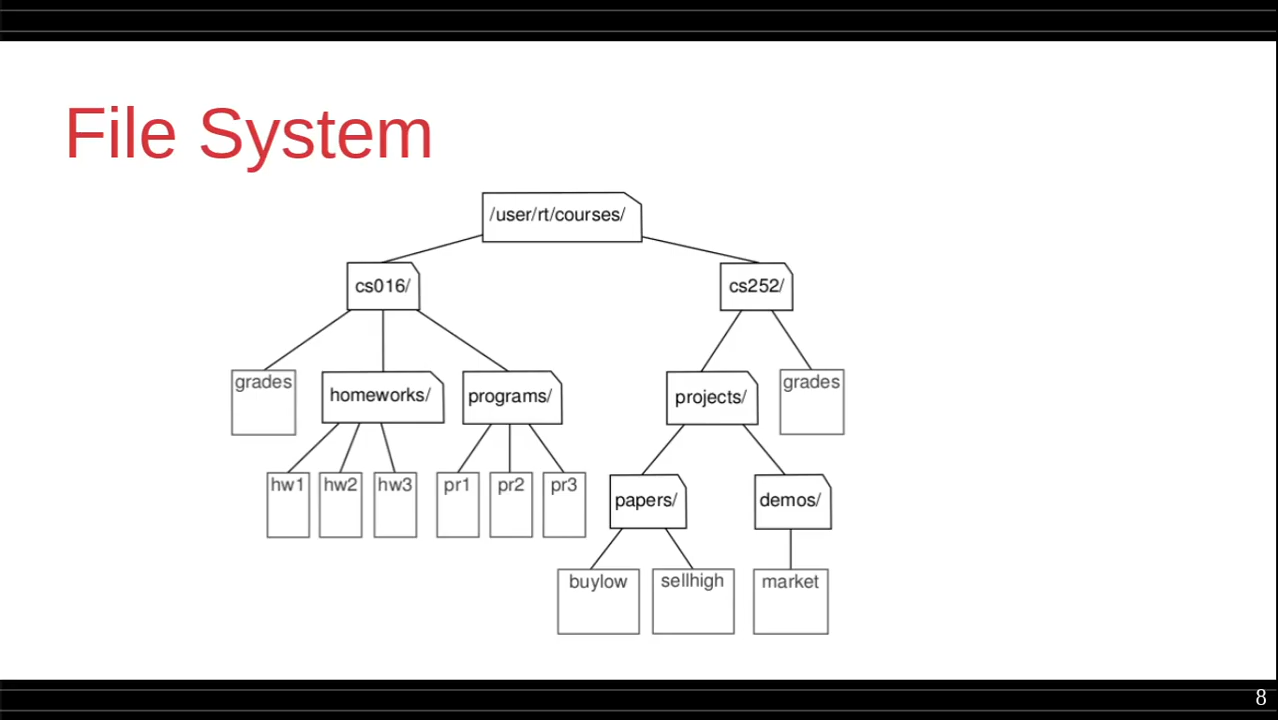 File System
/user/rt/courses/
cs016/
cs252/
grades
homeworks/
programs/
projects/
grades
hw1
hw2
hw3
pr1
pr2
pr3
papers/
demos/
buylow
sellhigh
market
8